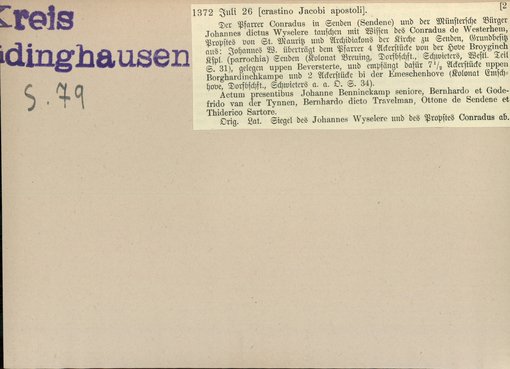 Kreis
üdinghausen
S. 79
[2
1372 Juli 26 [crastino Jacobi apostoli].
Der Pfarrer Conradus in Senden (Sendene) und der Münstersche Bürger
Johannes dictus Wyselere tauschen mit Wissen des Conradus de Westerhem,
Propstes von St. Mauritz und Archidiakons der Kirche zu Senden, Grundbesitz
aus: Johannes W. überträgt dem Pfarrer 4 Ackerstücke von der Hove Broyginch
Kspl. (parrochia) Senden (Kolonat Brening, Dorfbschft., Schwieters, Westl. Teil
S. 31), gelegen uppen Beversterte, und empfängt dafür 7½ Ackerstücke uppen
Borghardinchkampe und 2 Ackerstücke bi der Emeschenhove (Kolonat Emsch-
hove, Dorfbschft., Schwieters a. a. O. S. 34).
Actum presentibus Johanne Benninckamp seniore, Bernhardo et Gode-
frido van der Tynnen, Bernhardo dicto Travelman, Ottone de Sendene et
Thiderico Sartore.
Orig. Lat. Siegel des Johannes Wyselere und des Propstes Conradus ab.